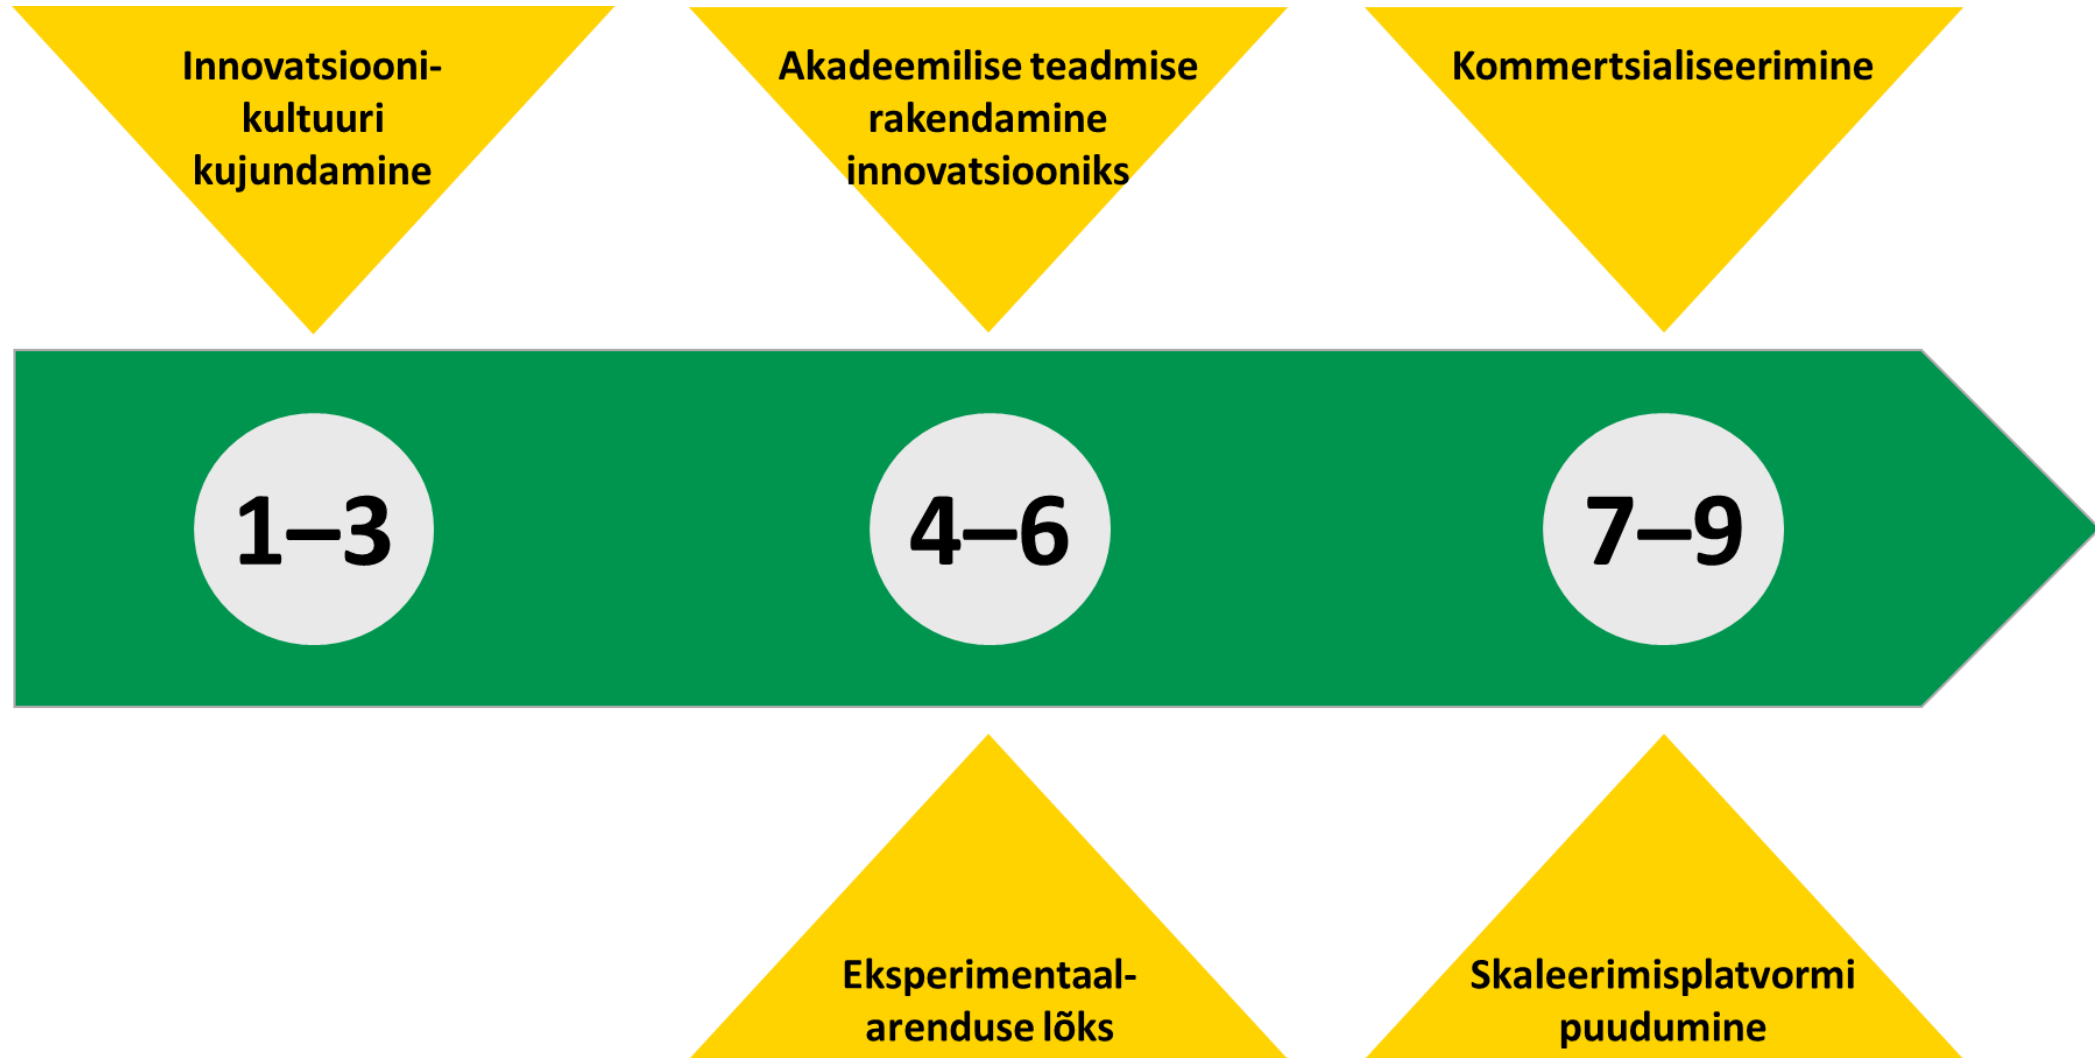 Innovatsiooni-
kultuuri
kujundamine
Akadeemilise teadmise
rakendamine
innovatsiooniks
Kommertsialiseerimine
1–3
4–6
7–9
Eksperimentaal-
arenduse lõks
Skaleerimisplatvormi
puudumine